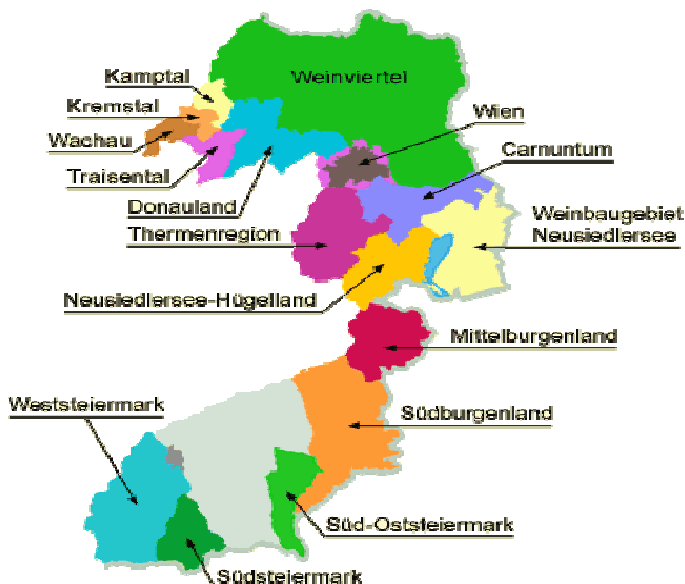 Weinviertel
Kamptal
Kremstal
Wien
Wachau
Carnuntum
Traisental
Donauland
Weinbaugebiet
Neusiedlersee
Thermenregion
Neusiedlersee-Hügelland
Mittelburgenland
Weststeiermark
Südburgenland
Süd-Oststeiermark
Südsteiermark